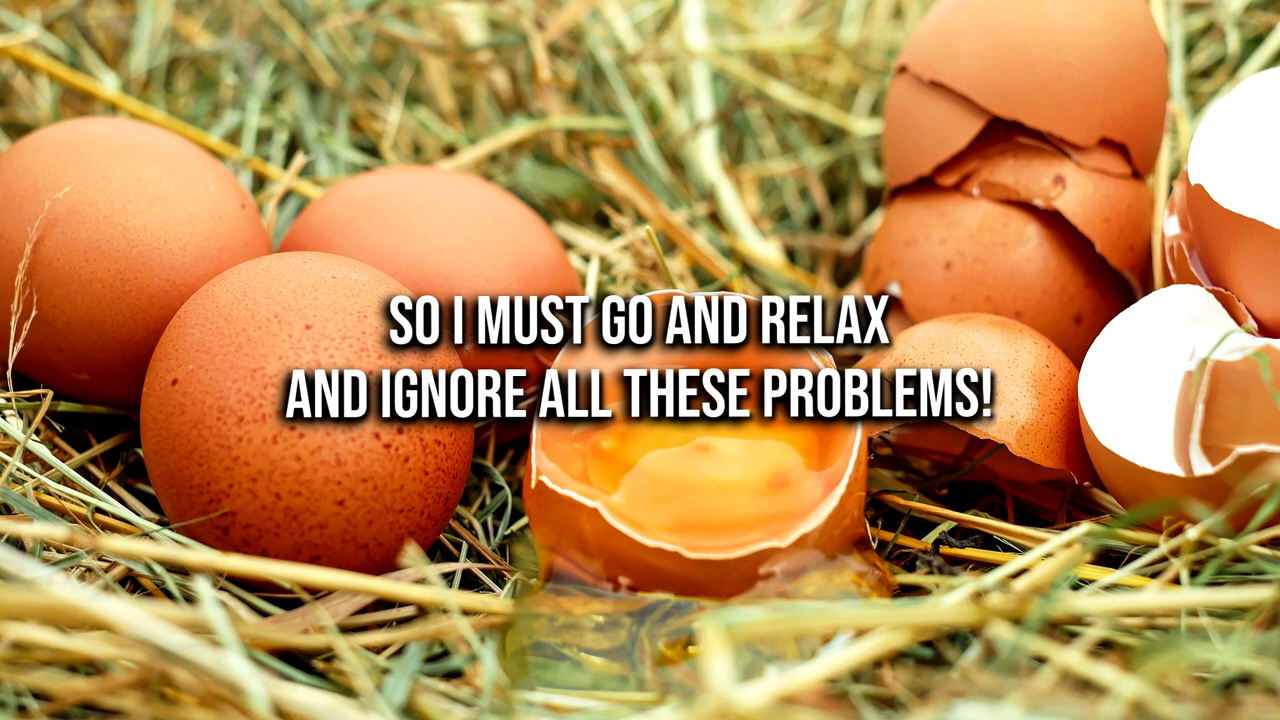 SO I MUST GO AND RELAX
AND IGNORE ALL THESE PROBLEMS!